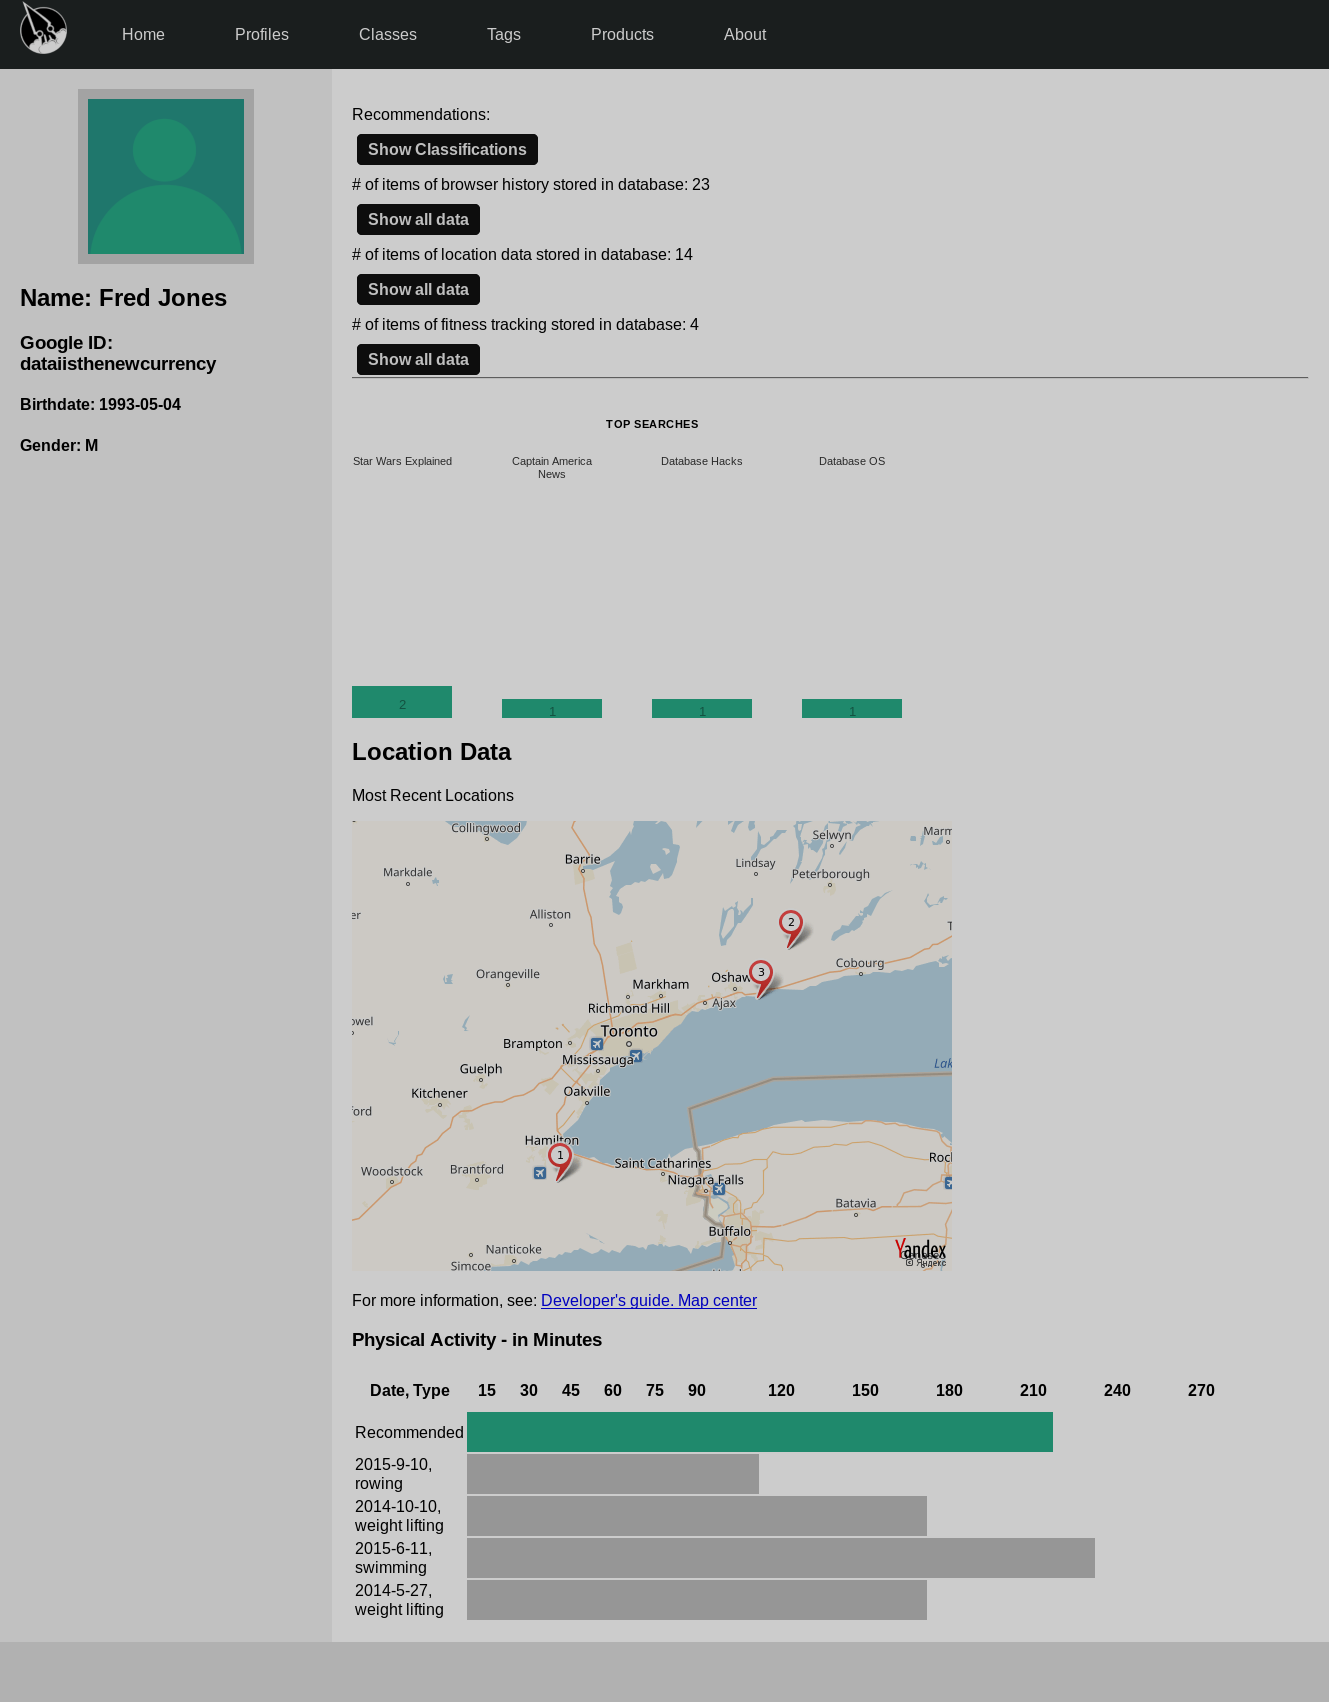 Home Profiles Classes Tags Products About
Name: Fred Jones
Google ID:
dataiisthenewcurrency
Birthdate: 1993-05-04
Gender: M
Recommendations:
Show Classifications
# of items of browser history stored in database: 23
Show all data
# of items of location data stored in database: 14
Show all data
# of items of fitness tracking stored in database: 4
Show all data
TOP SEARCHES
Star Wars Explained
Captain America
News
Database Hacks
Database OS
2
1
1
1
Location Data
Most Recent Locations
Collingwood
Selwyn
Marm
Barrie
Lindsay
Markdale
Peterborough
er
Alliston
2
T
Cobourg
Orangeville
3
Oshaw
Markham
Ajax
Richmond Hill
owel
Toronto
Brampton
Mississauga
Lak
Guelph
Kitchener
Oakville
ford
Hamilton
1
Saint Catharines
Roc
Woodstock
Brantford
Niagara Falls
Batavia
Buffalo
Nanticoke
Simcoe
Yandex
© Яндекс
For more information, see: Developer's guide. Map center
Physical Activity - in Minutes
Date, Type 15 30 45 60 75 90 120 150 180 210 240 270
Recommended
2015-9-10,
rowing
2014-10-10,
weight lifting
2015-6-11,
swimming
2014-5-27,
weight lifting